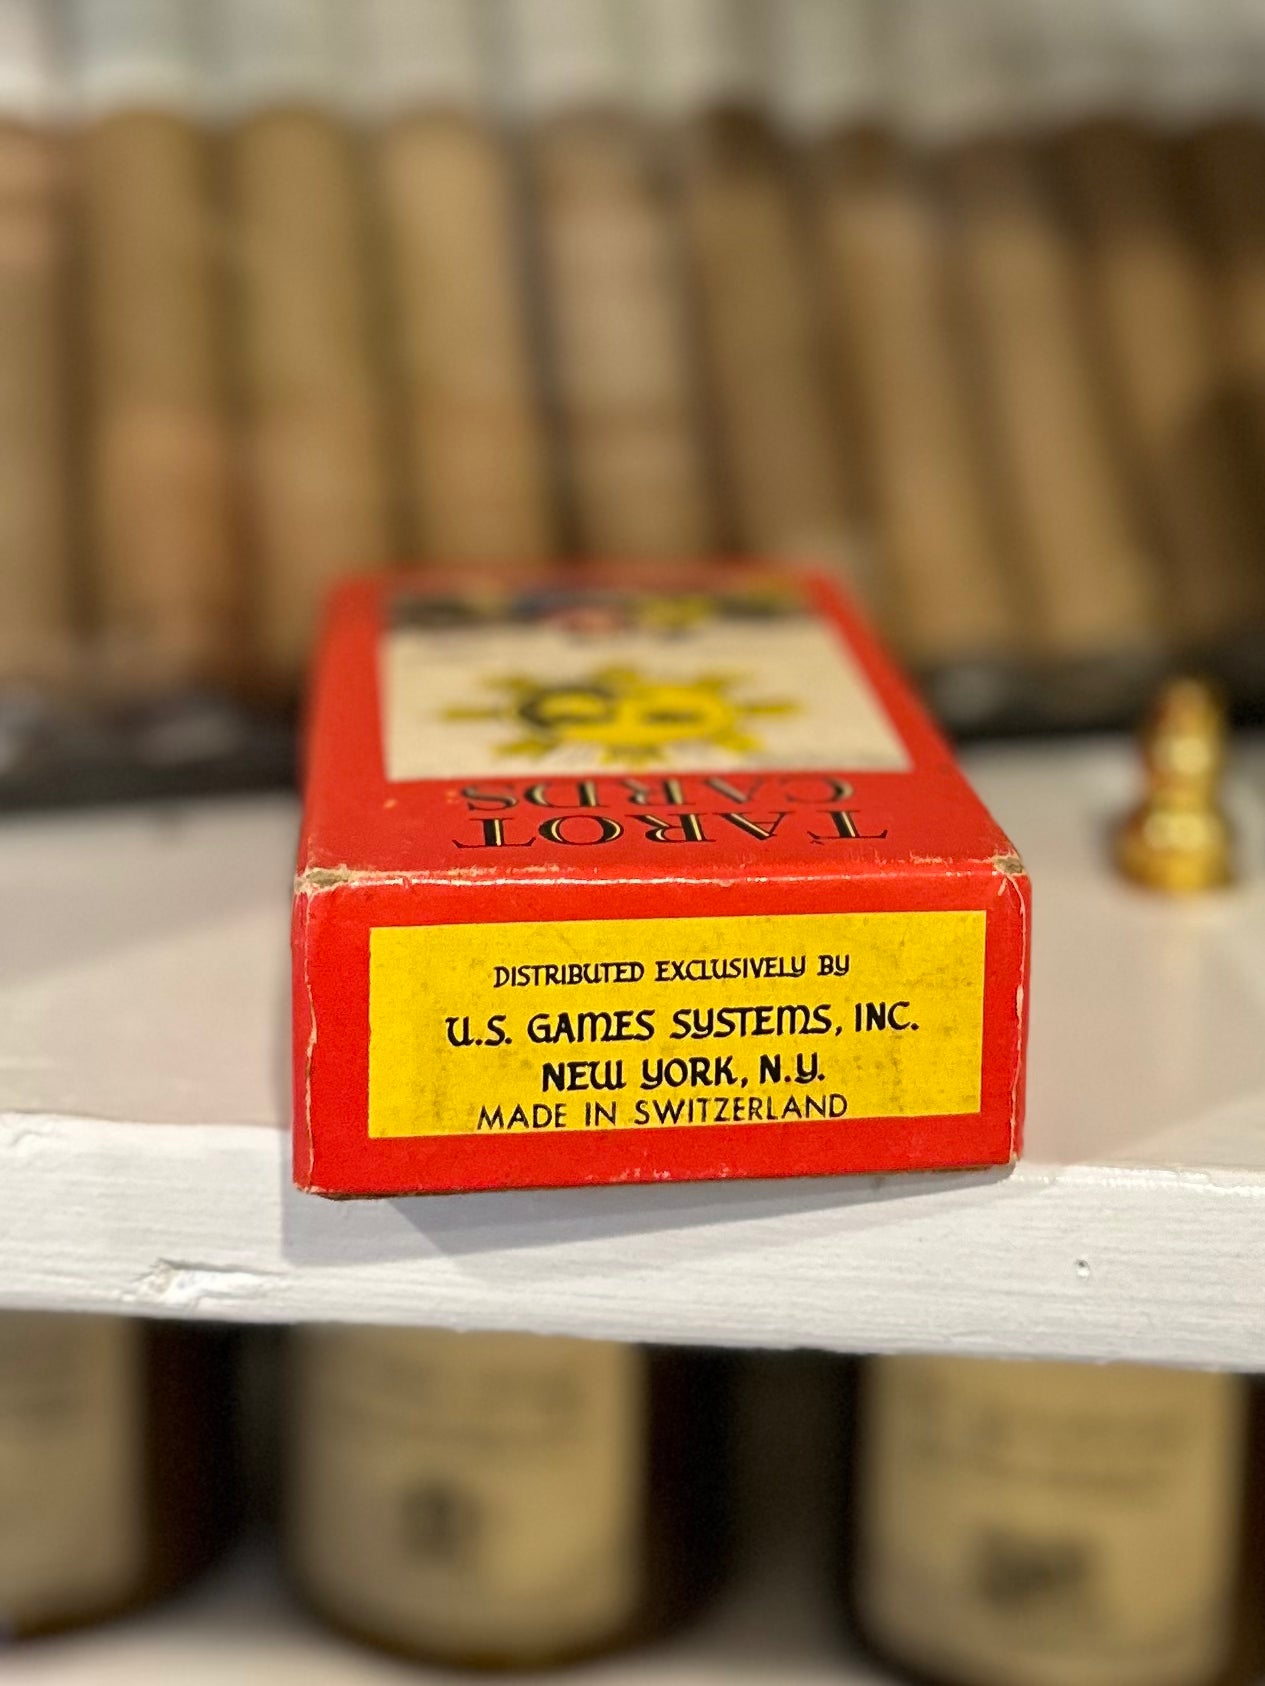 TAROT
CARDS
DISTRIBUTED EXCLUSIVELY BY
U.S. GAMES SYSTEMS, INC.
NEW YORK, N.Y.
MADE IN SWITZERLAND